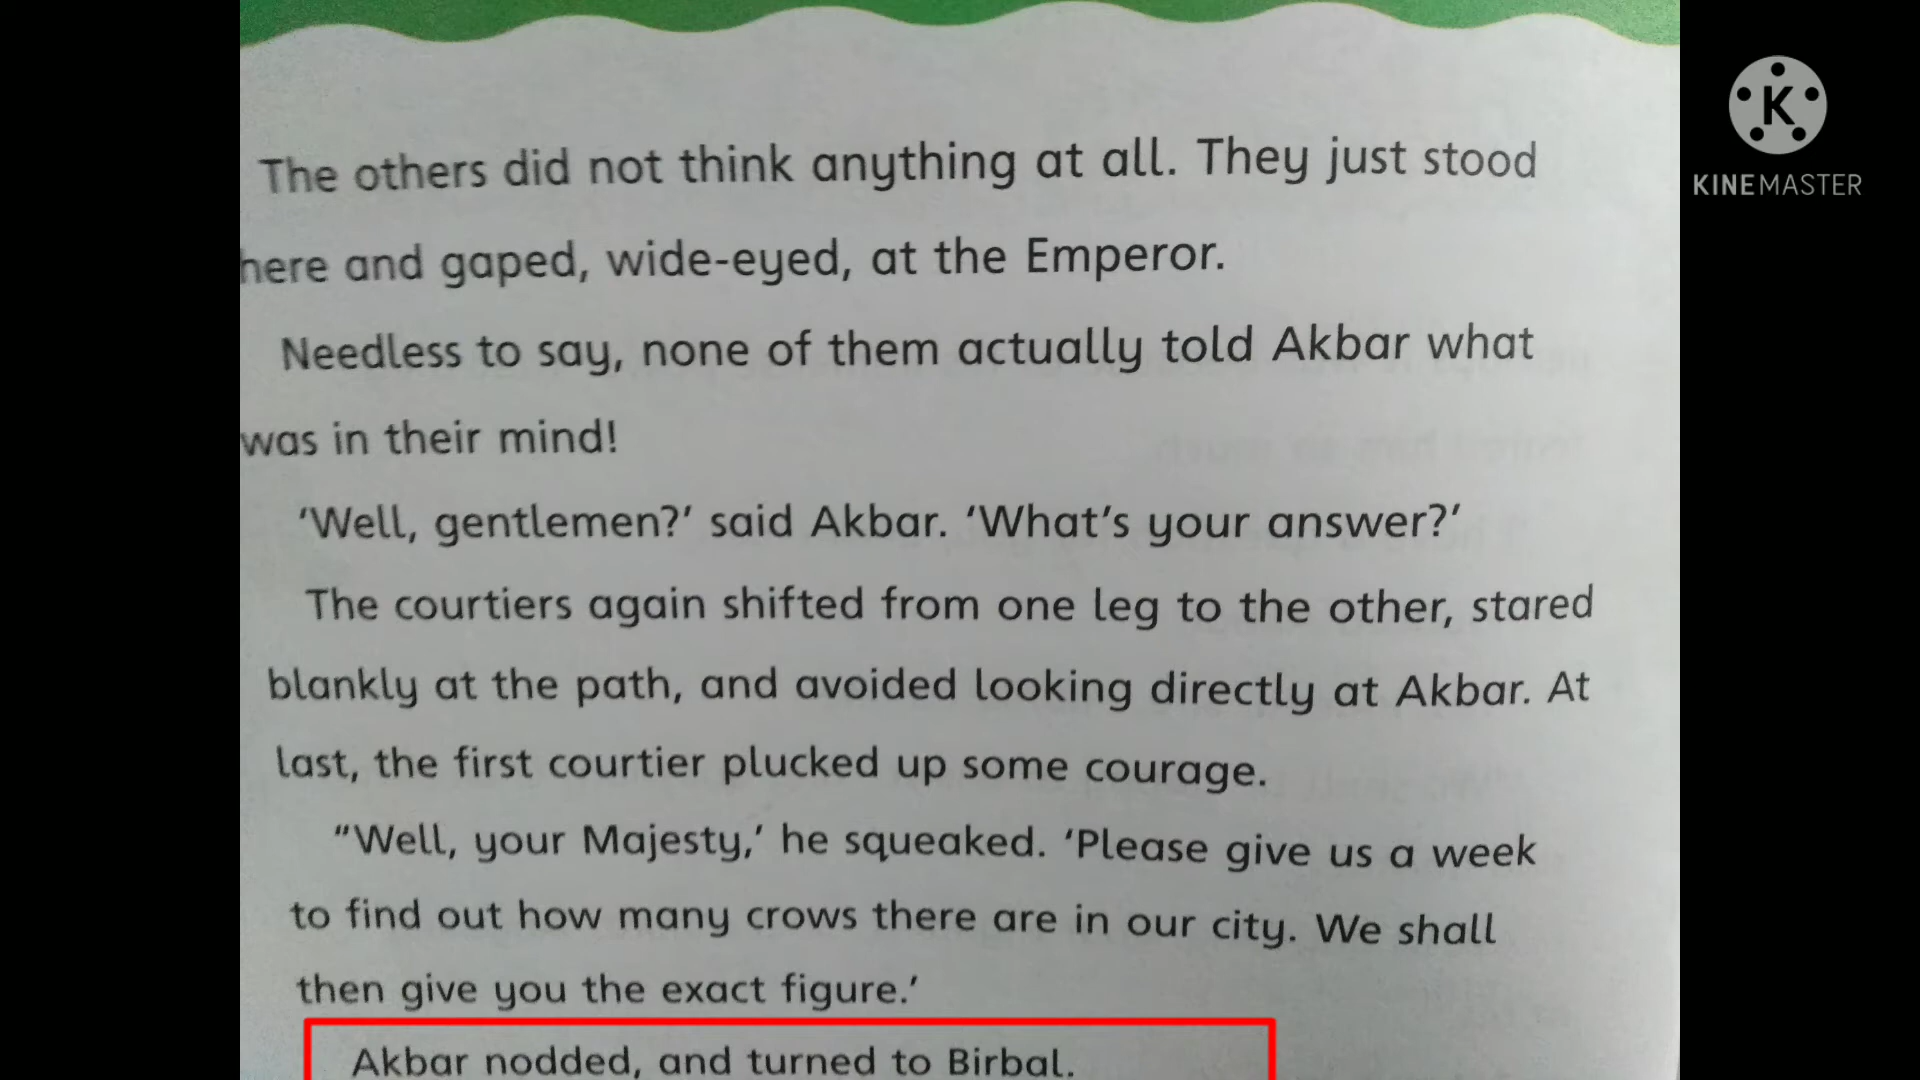 The others did not think anything at all. They just stood
here and gaped, wide-eyed, at the Emperor.
Needless to say, none of them actually told Akbar what
was in their mind!
‘Well, gentlemen?’ said Akbar. ‘What’s your answer?’
The courtiers again shifted from one leg to the other, stared
blankly at the path, and avoided looking directly at Akbar. At
last, the first courtier plucked up some courage.
“Well, your Majesty,’ he squeaked. ‘Please give us a week
to find out how many crows there are in our city. We shall
then give you the exact figure.’
Akbar nodded, and turned to Birbal.
K
KINEMASTER